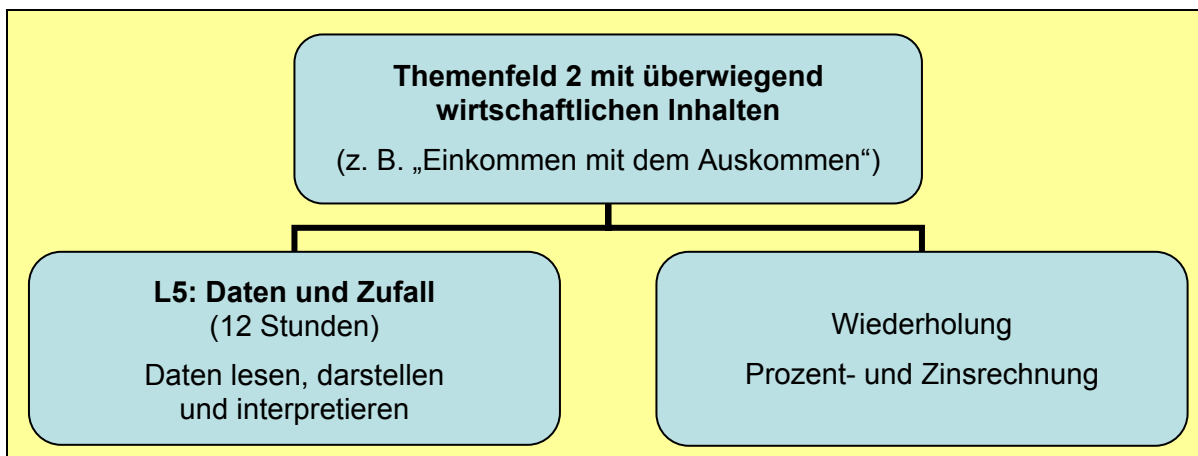 Themenfeld 2 mit überwiegend
wirtschaftlichen Inhalten
(z. B. „Einkommen mit dem Auskommen“)
L5: Daten und Zufall
(12 Stunden)
Daten lesen, darstellen
und interpretieren
Wiederholung
Prozent- und Zinsrechnung